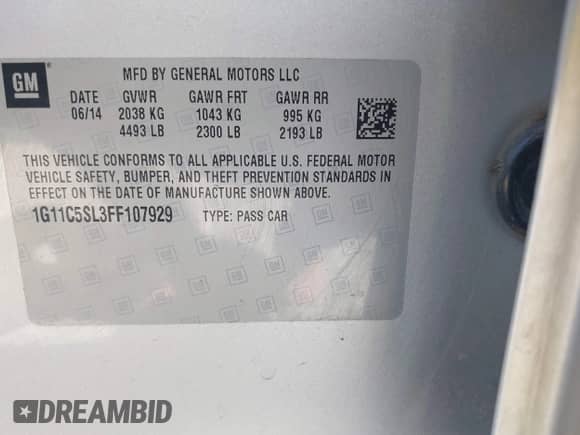 GM
MFD BY GENERAL MOTORS LLC
DATE GVWR GAWR FRT GAWR RR
06/14 2038 KG 1043 KG 995 KG
4493 LB 2300 LB 2193 LB
THIS VEHICLE CONFORMS TO ALL APPLICABLE U.S. FEDERAL MOTOR
VEHICLE SAFETY, BUMPER, AND THEFT PREVENTION STANDARDS IN
EFFECT ON THE DATE OF MANUFACTURE SHOWN ABOVE.
1G11C5SL3FF107929 TYPE: PASS CAR
DREAMBID